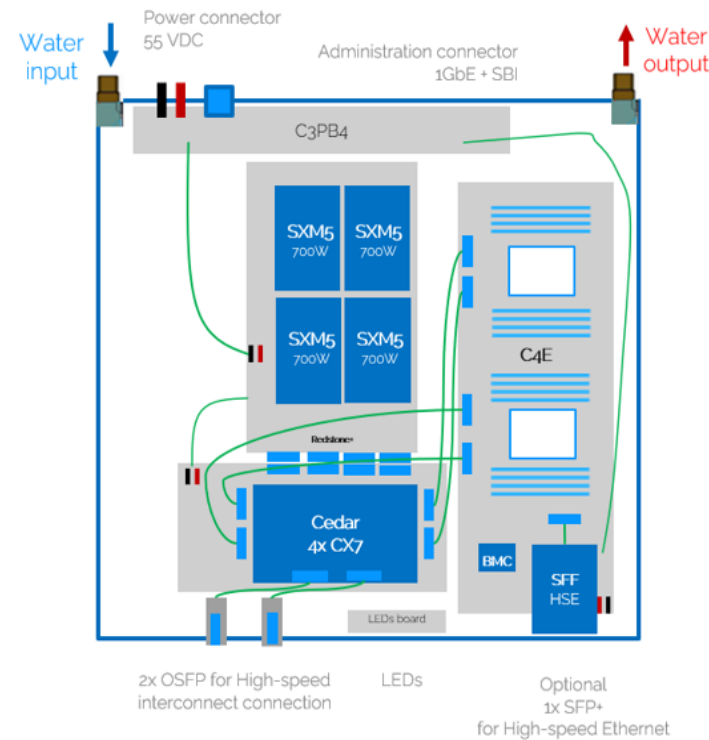 Water
input
Power connector
55 VDC
Administration connector
1GbE + SBI
Water
output
C3PB4
SXM5
700W
SXM5
700W
SXM5
700W
SXM5
700W
C4E
Redstone+
Cedar
4x CX7
BMC
SFF
HSE
LEDs board
2x OSFP for High-speed
interconnect connection
LEDs
Optional
1x SFP+
for High-speed Ethernet